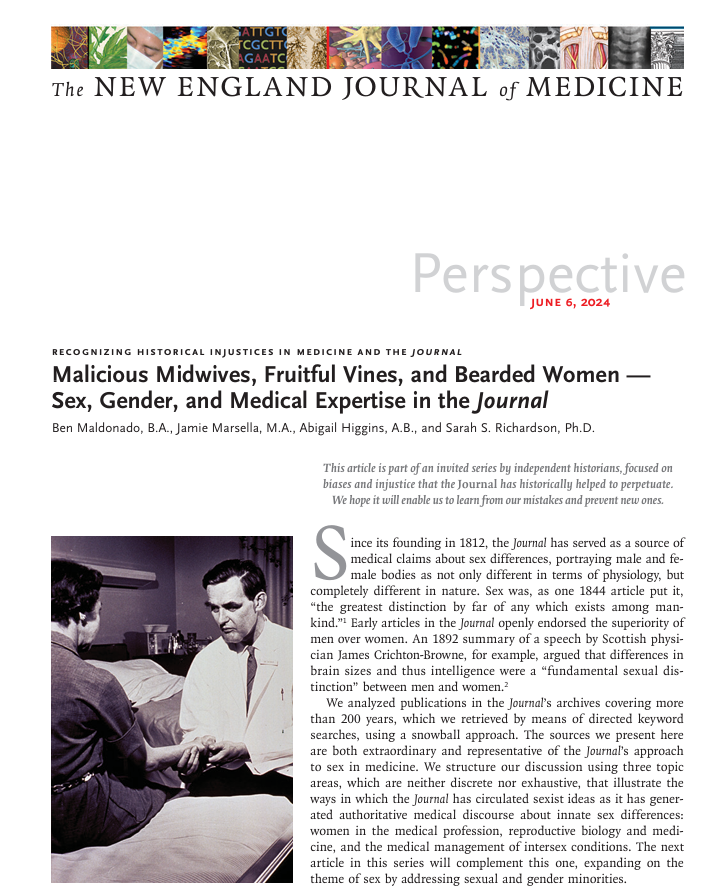 ATTGTC
TCGCTT
AGAATC
The NEW ENGLAND JOURNAL of MEDICINE
Perspective
JUNE 6, 2024
RECOGNIZING HISTORICAL INJUSTICES IN MEDICINE AND THE JOURNAL
Malicious Midwives, Fruitful Vines, and Bearded Women —
Sex, Gender, and Medical Expertise in the Journal
Ben Maldonado, B.A., Jamie Marsella, M.A., Abigail Higgins, A.B., and Sarah S. Richardson, Ph.D.
This article is part of an invited series by independent historians, focused on
biases and injustice that the Journal has historically helped to perpetuate.
We hope it will enable us to learn from our mistakes and prevent new ones.
Since its founding in 1812, the Journal has served as a source of
medical claims about sex differences, portraying male and fe-
male bodies as not only different in terms of physiology, but
completely different in nature. Sex was, as one 1844 article put it,
“the greatest distinction by far of any which exists among man-
kind.”1 Early articles in the Journal openly endorsed the superiority of
men over women. An 1892 summary of a speech by Scottish physi-
cian James Crichton-Browne, for example, argued that differences in
brain sizes and thus intelligence were a “fundamental sexual dis-
tinction” between men and women.2
We analyzed publications in the Journal’s archives covering more
than 200 years, which we retrieved by means of directed keyword
searches, using a snowball approach. The sources we present here
are both extraordinary and representative of the Journal’s approach
to sex in medicine. We structure our discussion using three topic
areas, which are neither discrete nor exhaustive, that illustrate the
ways in which the Journal has circulated sexist ideas as it has gener-
ated authoritative medical discourse about innate sex differences:
women in the medical profession, reproductive biology and medi-
cine, and the medical management of intersex conditions. The next
article in this series will complement this one, expanding on the
theme of sex by addressing sexual and gender minorities.